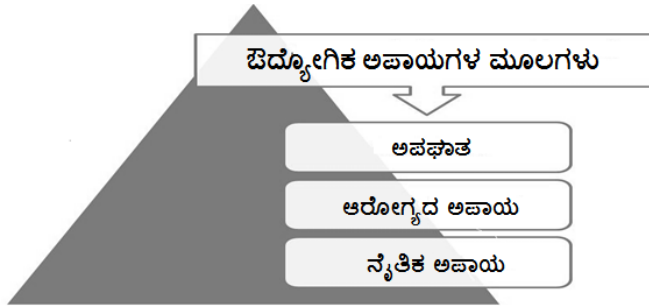 ಔದ್ಯೋಗಿಕ ಅಪಾಯಗಳ ಮೂಲಗಳು
ಅಪಘಾತ
ಆರೋಗ್ಯದ ಅಪಾಯ
ನೈತಿಕ ಅಪಾಯ